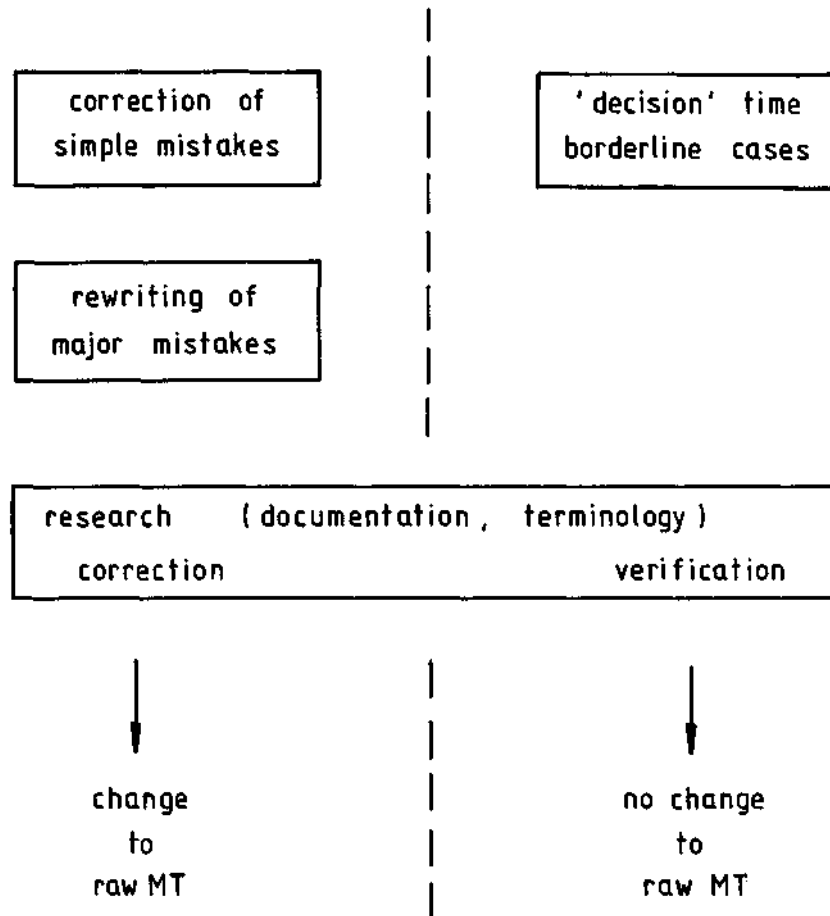 correction of
simple mistakes
'decision' time
borderline cases
rewriting of
major mistakes
research (documentation, terminology)
correction verification
change
to
raw MT
no change
to
raw MT